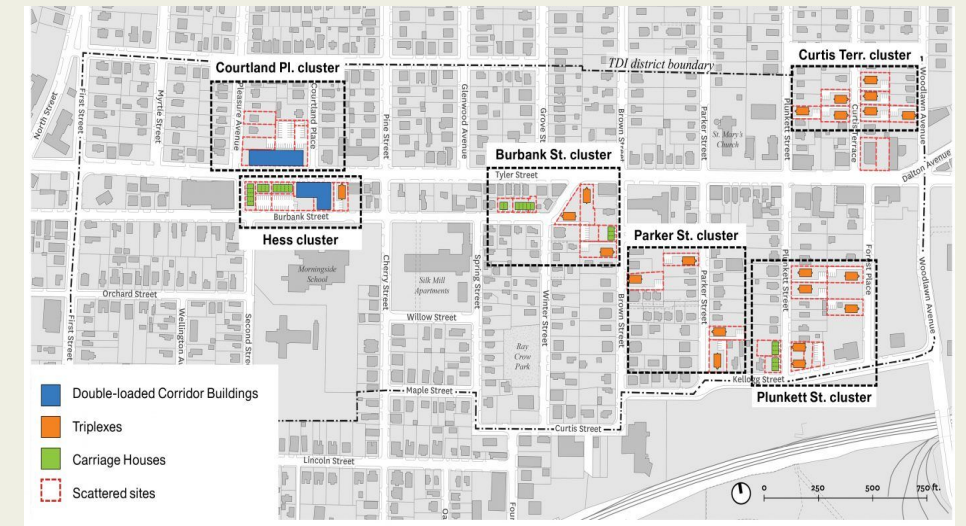 Courtland Pl. cluster
Curtis Terr. cluster
TDI district boundary
North Street
First Street
Myrtle Street
Pleasure Avenue
Courtland Place
Pine Street
Glenwood Avenue
Grove St
Brown Street
Parker Street
St. Mary's
Church
Plunkett Street
Curtis Terrace
Woodlawn Avenue
Dalton Avenue
Burbank St. cluster
Tyler Street
Burbank Street
Hess cluster
Parker St. cluster
Morningside
School
Cherry Street
Silk Mill
Apartments
Spring Street
Winter Street
Brown Street
Parker Street
Plunkett Street
Forest Place
Woodlawn Avenue
Orchard Street
First Street
Wellington A
Second Stre
Willow Street
Ray
Crow
Park
Maple Street
Kellogg Street
Plunkett St. cluster
Curtis Street
Lincoln Street
Double-loaded Corridor Buildings
Triplexes
Carriage Houses
Scattered sites
0 250 500 750 ft.